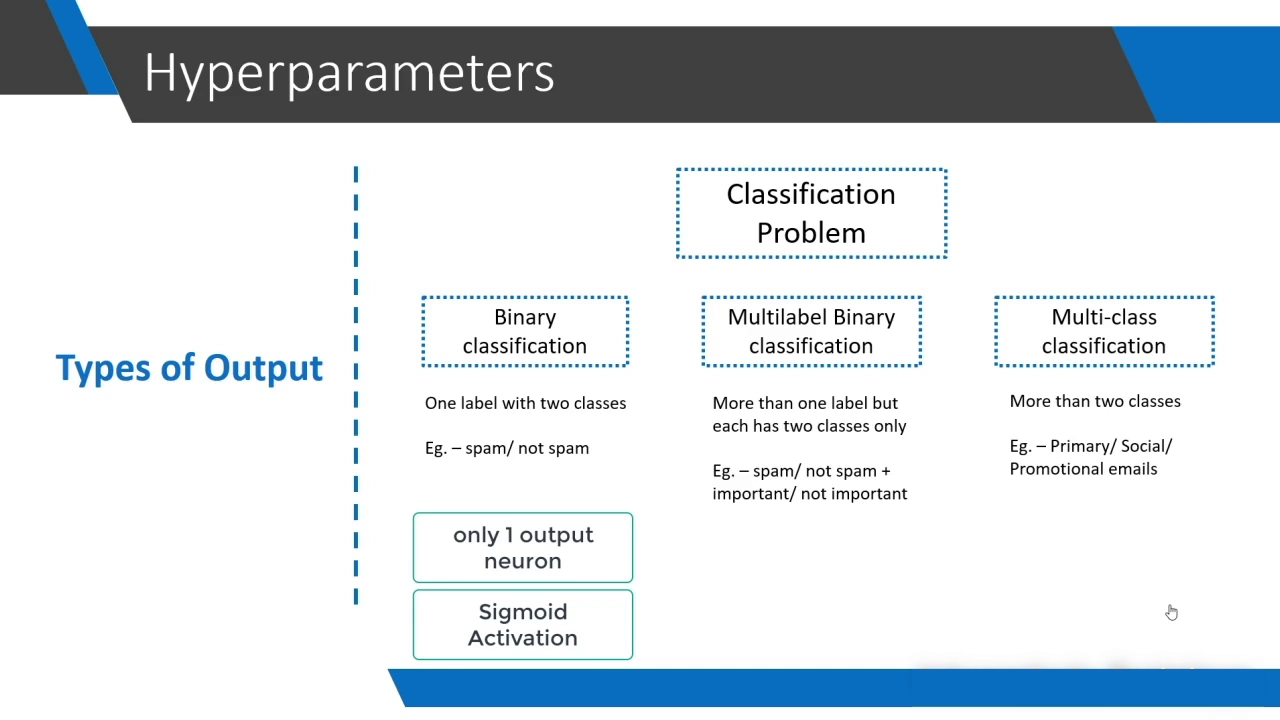 Hyperparameters
Types of Output
Classification
Problem
Binary
classification
One label with two classes
Eg. – spam/ not spam
only 1 output
neuron
Sigmoid
Activation
Multilabel Binary
classification
More than one label but
each has two classes only
Eg. – spam/ not spam +
important/ not important
Multi-class
classification
More than two classes
Eg. – Primary/ Social/
Promotional emails